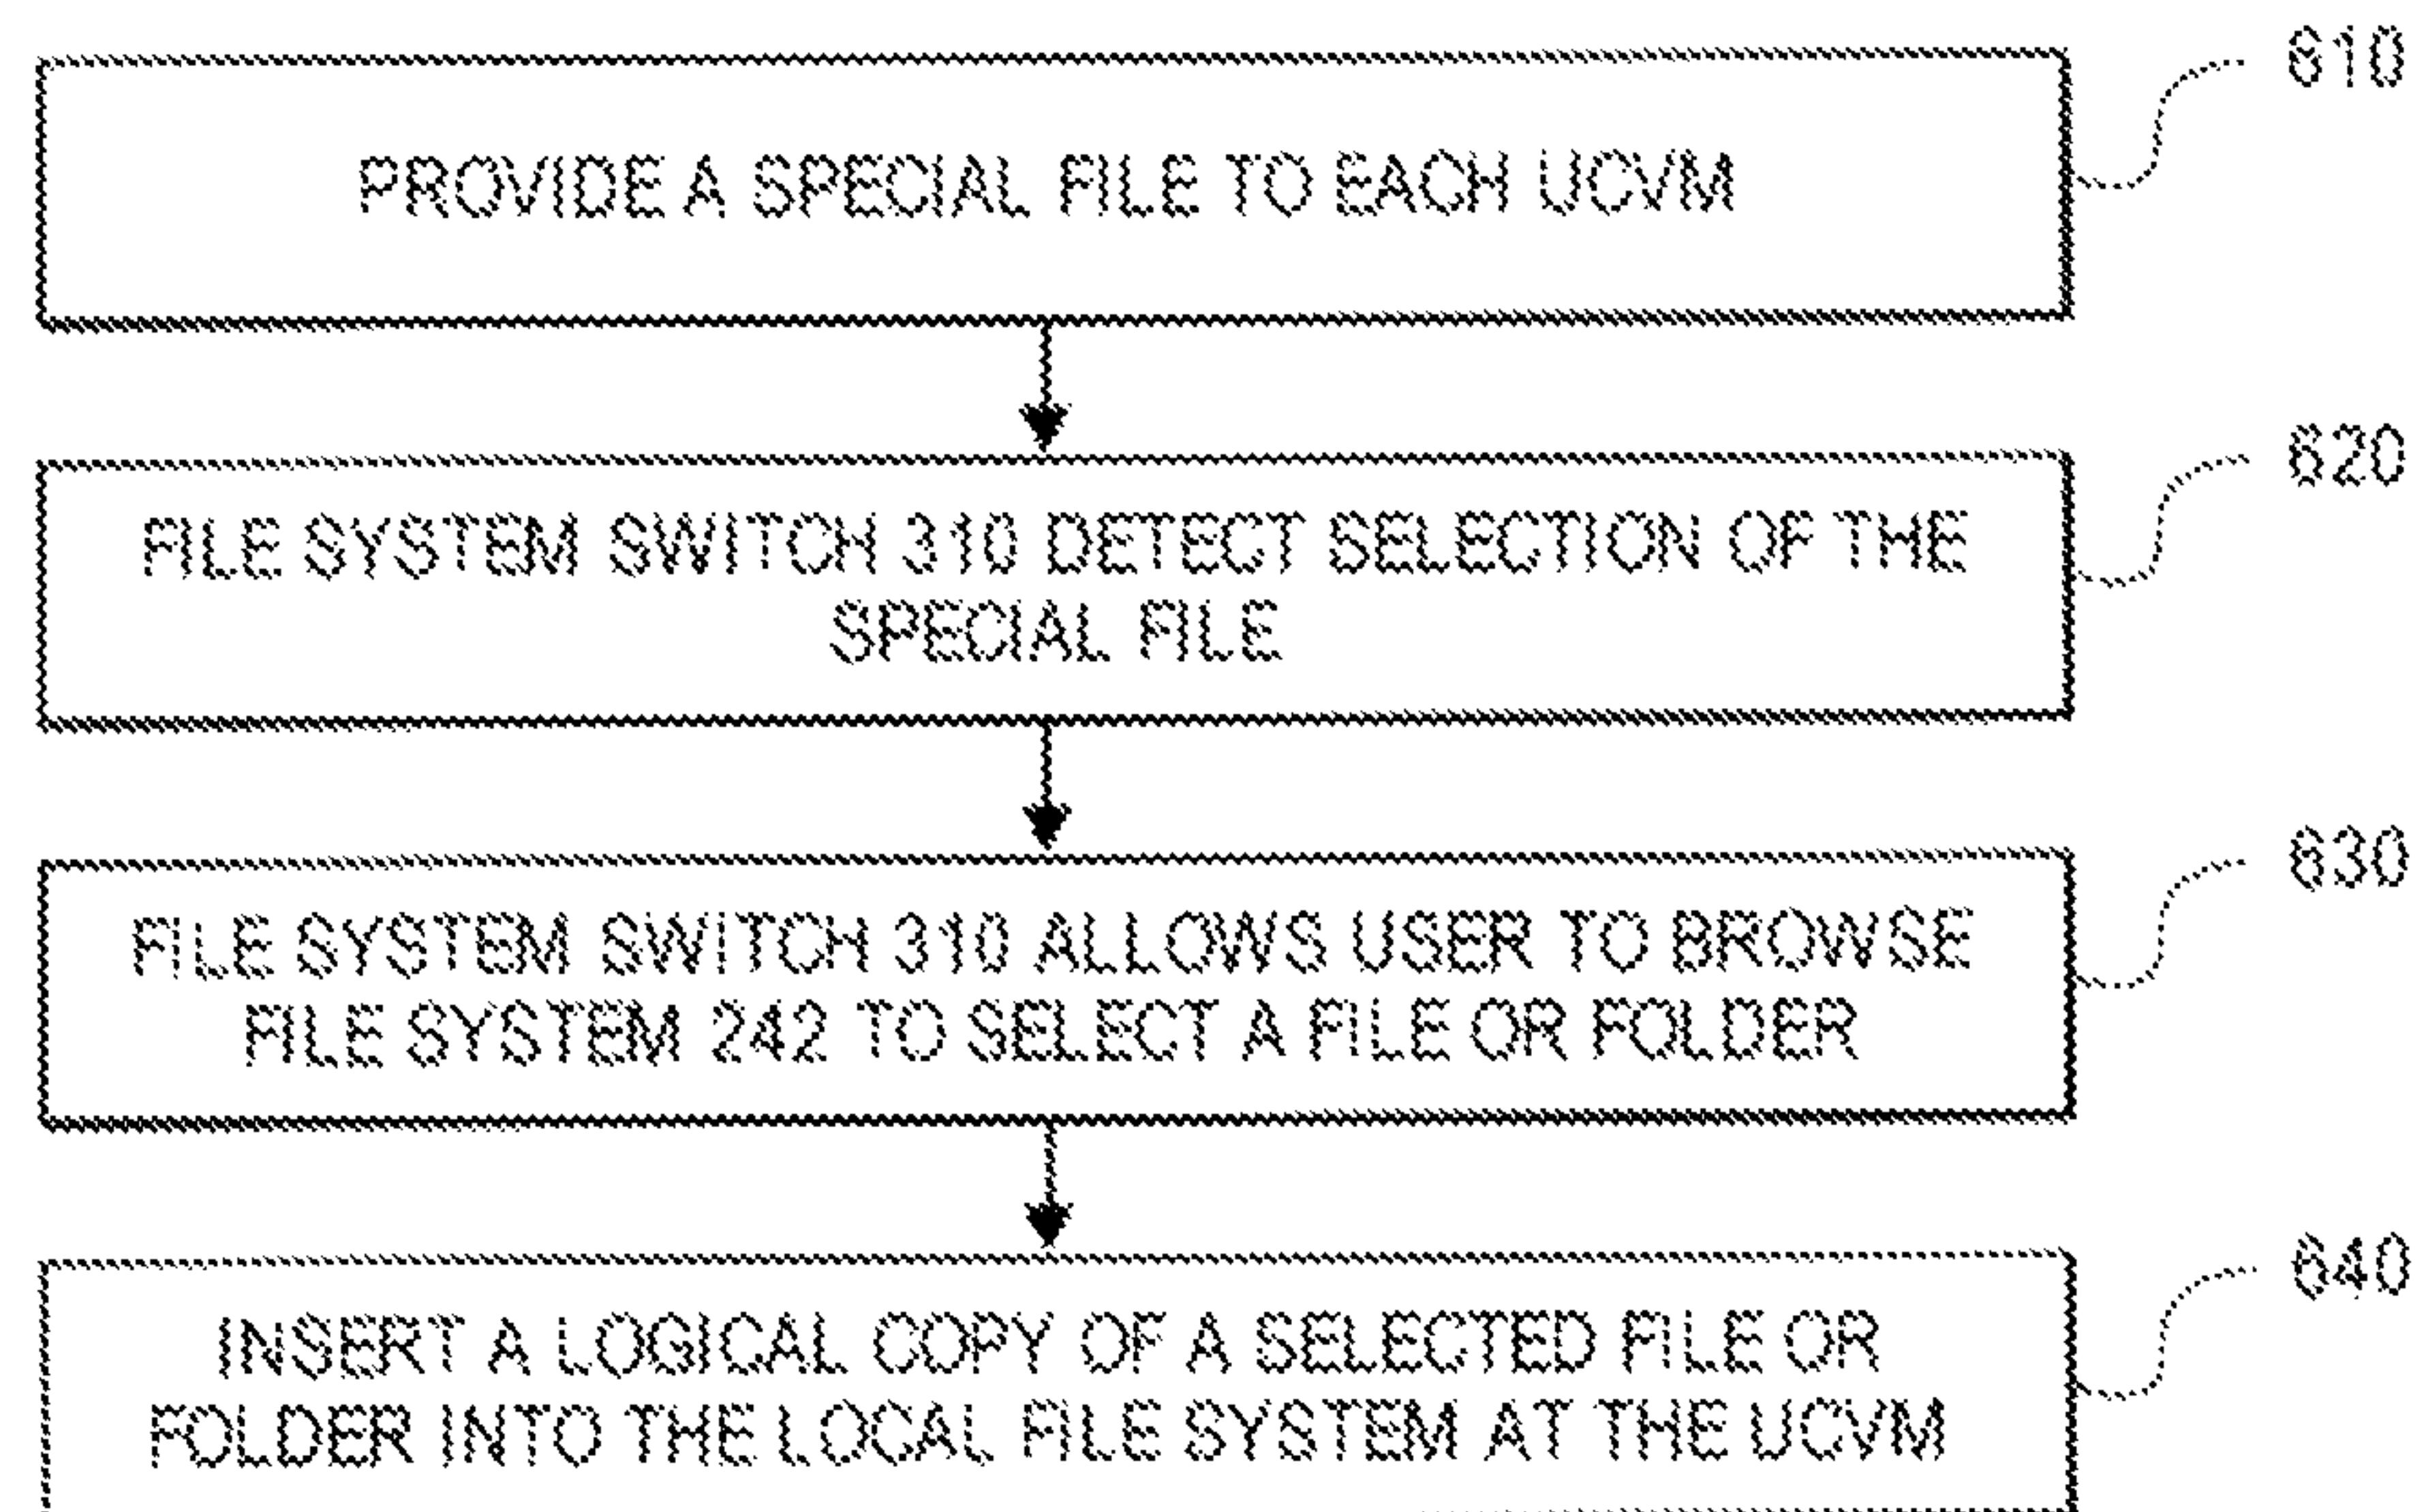 610
PROVIDE A SPECIAL FILE TO EACH UCVM
620
FILE SYSTEM SWITCH 310 DETECT SELECTION OF THE
SPECIAL FILE
630
FILE SYSTEM SWITCH 310 ALLOWS USER TO BROWSE
FILE SYSTEM 242 TO SELECT A FILE OR FOLDER
640
INSERT A LOGICAL COPY OF A SELECTED FILE OR
FOLDER INTO THE LOCAL FILE SYSTEM AT THE UCVM